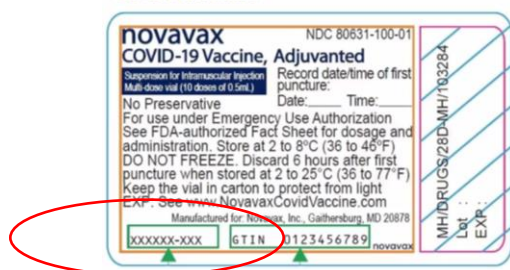 novavax NDC 80631-100-01
COVID-19 Vaccine, Adjuvanted
Suspension for Intramuscular Injection
Multi-dose vial (10 doses of 0.5mL)
Record date/time of first
puncture:
No Preservative Date:____ Time:____
For use under Emergency Use Authorization
See FDA-authorized Fact Sheet for dosage and
administration. Store at 2 to 8°C (36 to 46°F)
DO NOT FREEZE. Discard 6 hours after first
puncture when stored at 2 to 25°C (36 to 77°F)
Keep the vial in carton to protect from light
EXP: See www.NovavaxCovidVaccine.com
Manufactured for: Novavax, Inc., Gaithersburg, MD 20878
XXXXXX-XXX GTIN 0123456789 novavax
MH/DRUGS/28D-MH/103284
Lot :
EXP.: